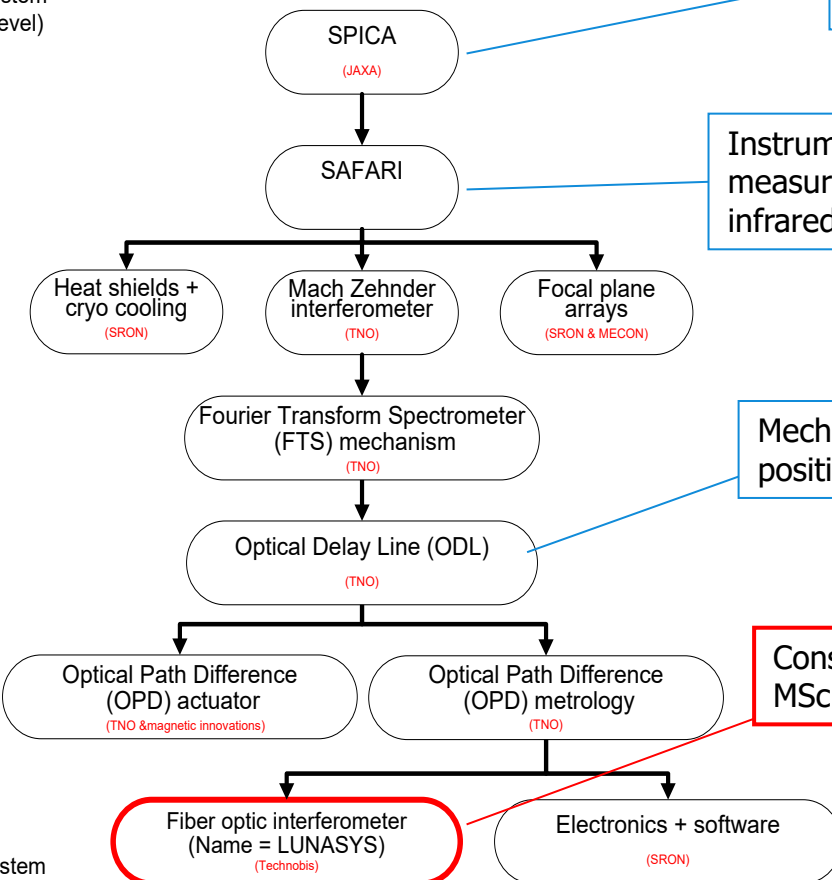 stem
evel)
SPICA
(JAXA)
SAFARI
Instrum
measur
infrared
Heat shields +
cryo cooling
(SRON)
Mach Zehnder
interferometer
(TNO)
Focal plane
arrays
(SRON & MECON)
Fourier Transform Spectrometer
(FTS) mechanism
(TNO)
Mech
positi
Optical Delay Line (ODL)
(TNO)
Optical Path Difference
(OPD) actuator
(TNO &magnetic innovations)
Optical Path Difference
(OPD) metrology
(TNO)
Cons
MSc
Fiber optic interferometer
(Name = LUNASYS)
(Technobis)
Electronics + software
(SRON)
stem